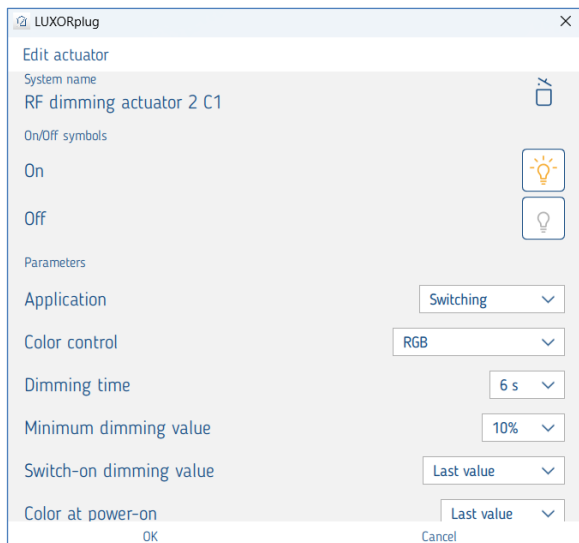 LUXORplug
Edit actuator
System name
RF dimming actuator 2 C1
On/Off symbols
On
Off
Parameters
Application Switching
Color control RGB
Dimming time 6 s
Minimum dimming value 10%
Switch-on dimming value Last value
Color at power-on Last value
OK Cancel